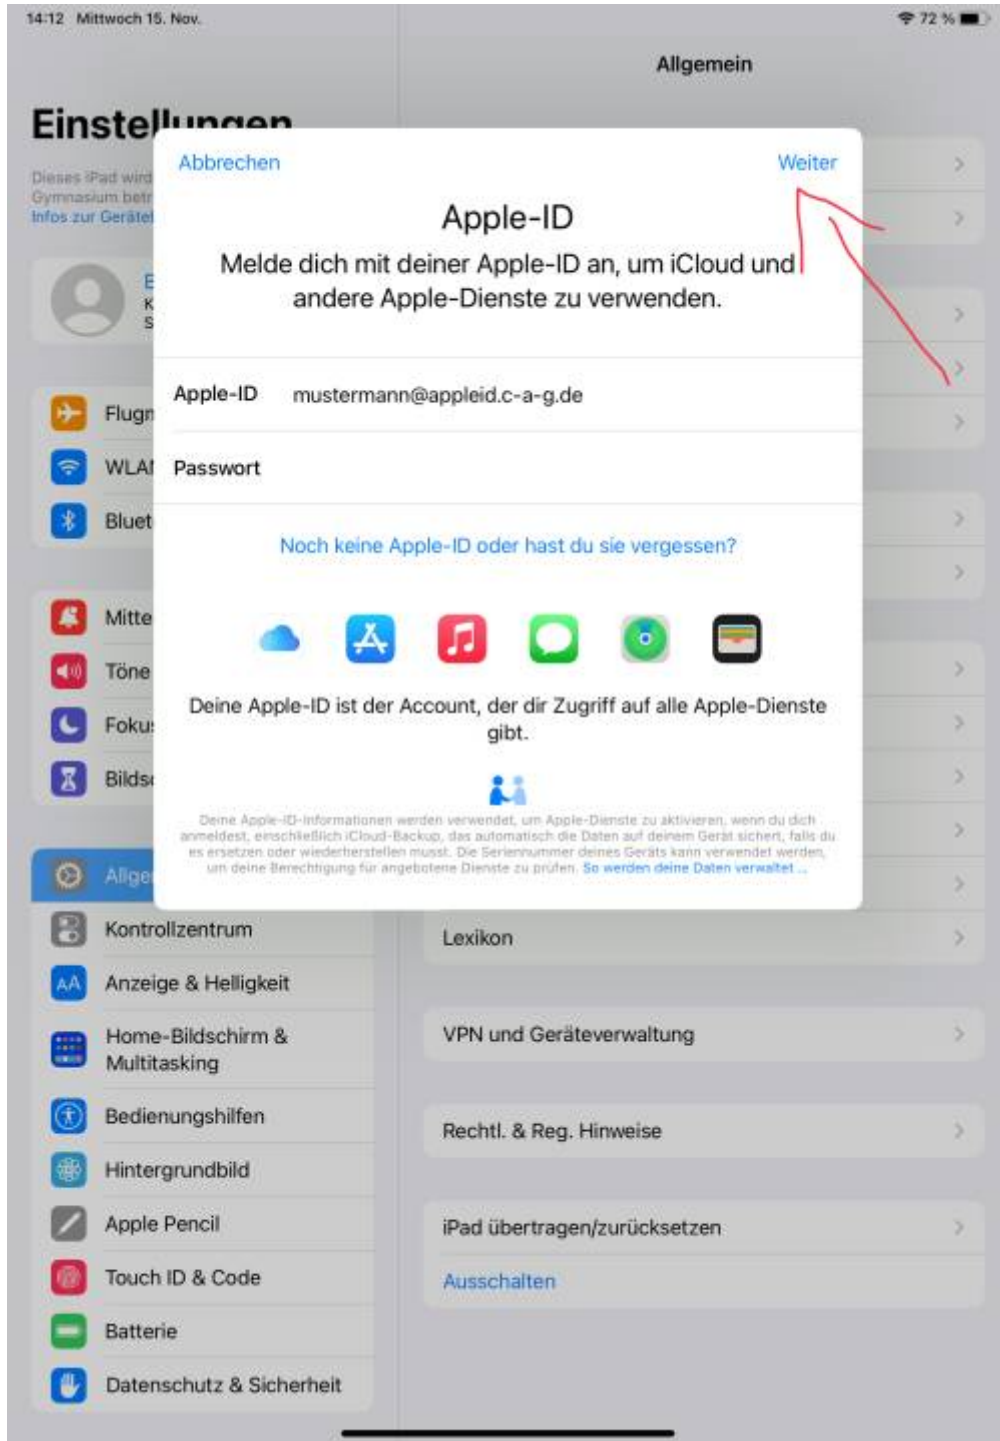 14:12 Mittwoch 15. Nov.
72 %
Allgemein
Einstellungen
Dieses iPad wird
Gymnasium betr
Infos zur Gerätel
E
K
S
Flugm
WLAN
Bluet
Mitte
Töne
Fokus
Bilds
Allge
Kontrollzentrum
Anzeige & Helligkeit
Home-Bildschirm &
Multitasking
Bedienungshilfen
Hintergrundbild
Apple Pencil
Touch ID & Code
Batterie
Datenschutz & Sicherheit
Abbrechen
Weiter
Apple-ID
Melde dich mit deiner Apple-ID an, um iCloud und
andere Apple-Dienste zu verwenden.
Apple-ID mustermann@appleid.c-a-g.de
Passwort
Noch keine Apple-ID oder hast du sie vergessen?
Deine Apple-ID ist der Account, der dir Zugriff auf alle Apple-Dienste
gibt.
Deine Apple-ID-Informationen werden verwendet, um Apple-Dienste zu aktivieren, wenn du dich
anmeldest, einschließlich iCloud-Backup, das automatisch die Daten auf deinem Gerät sichert, falls du
es ersetzen oder wiederherstellen musst. Die Seriennummer deines Geräts kann verwendet werden,
um deine Berechtigung für angebotene Dienste zu prüfen. So werden deine Daten verwaltet ...
Lexikon
VPN und Geräteverwaltung
Rechtl. & Reg. Hinweise
iPad übertragen/zurücksetzen
Ausschalten